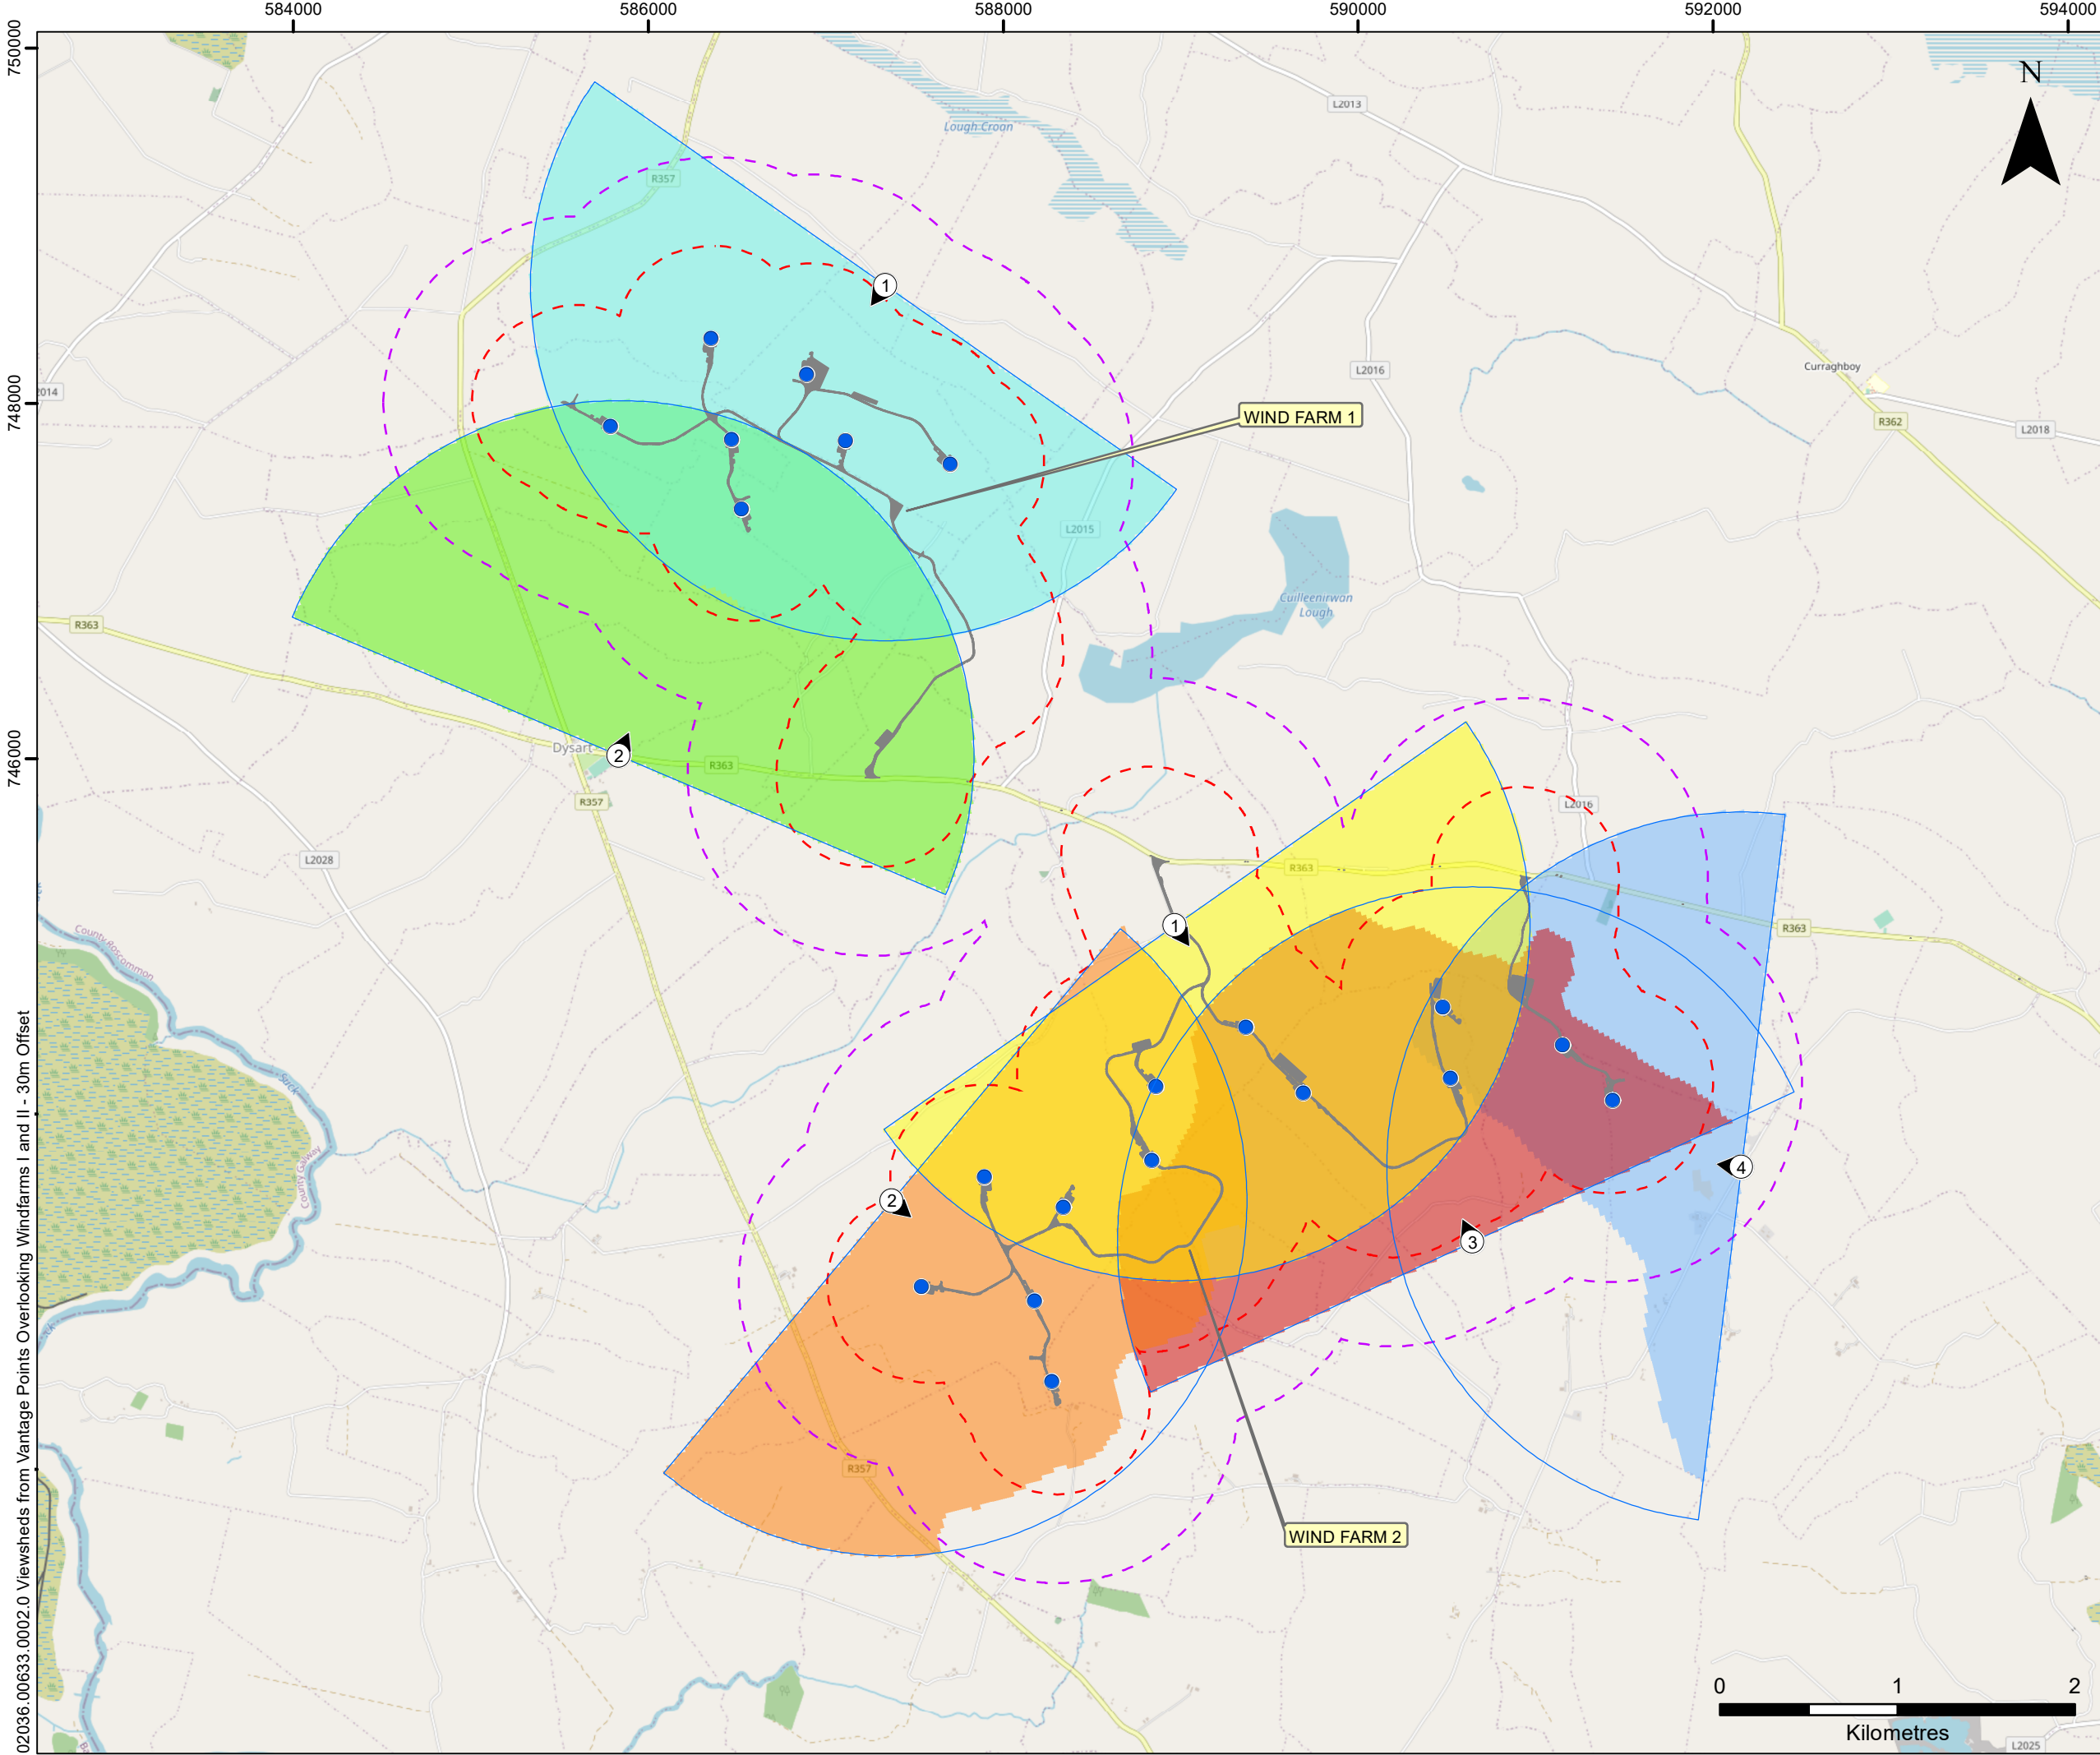 584000
586000
588000
590000
592000
594000
750000
748000
746000
02036.00633.0002.0 Viewsheds from Vantage Points Overlooking Windfarms I and II - 30m Offset
N
L2013
Lough Croan
R357
1
L2016
Curraghboy
2014
R362
L2018
WIND FARM 1
L2015
Cuilleenirwan
Lough
R363
Dysart
2
R363
R357
L2016
L2028
R363
R363
1
County Roscommon
Suck
County Galway
4
2
3
R357
WIND FARM 2
0
1
2
Kilometres
L2025